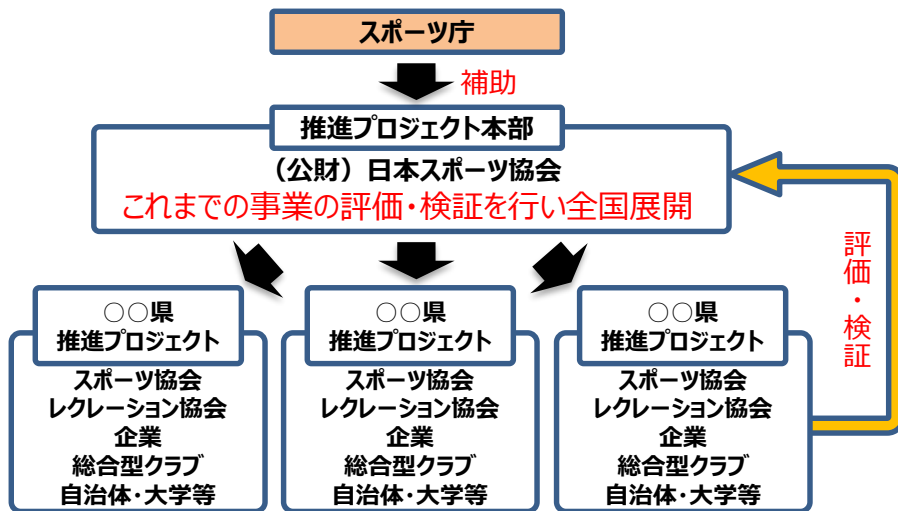 スポーツ庁
補助
推進プロジェクト本部
（公財）日本スポーツ協会
これまでの事業の評価・検証を行い全国展開
評価・検証
○○県
推進プロジェクト
スポーツ協会
レクレーション協会
企業
総合型クラブ
自治体・大学等
○○県
推進プロジェクト
スポーツ協会
レクレーション協会
企業
総合型クラブ
自治体・大学等
○○県
推進プロジェクト
スポーツ協会
レクレーション協会
企業
総合型クラブ
自治体・大学等